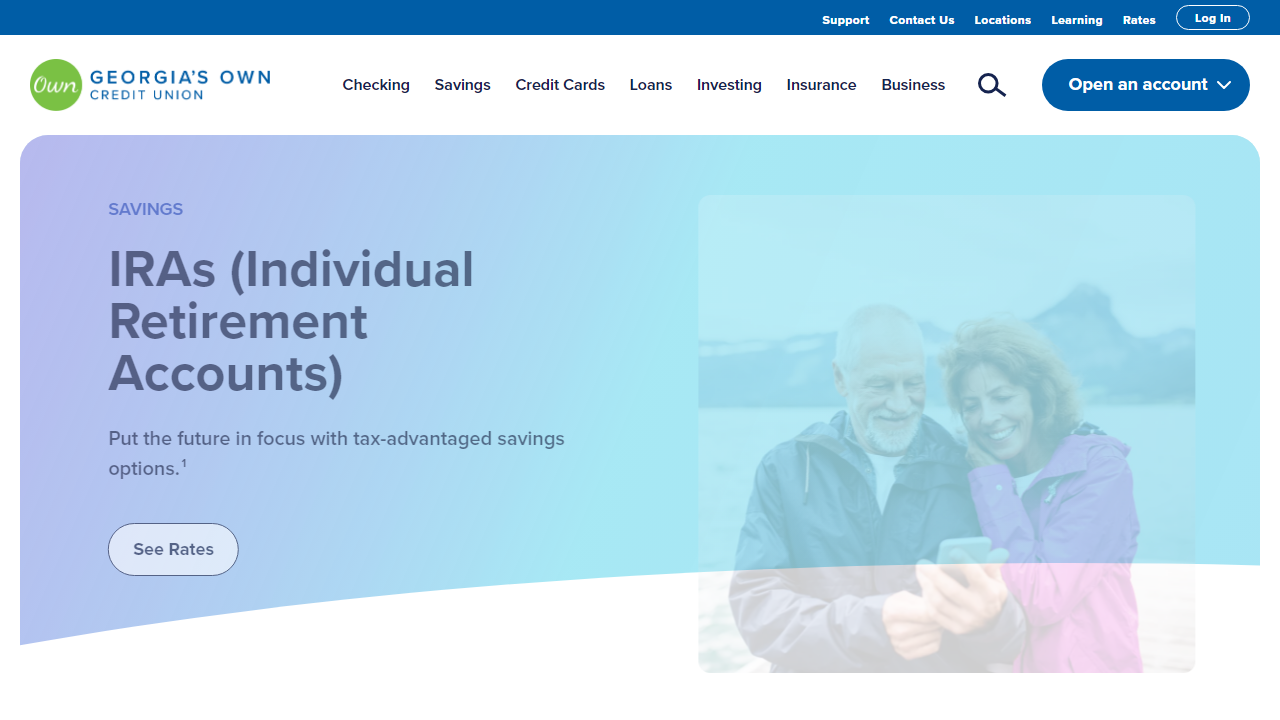 Support Contact Us Locations Learning Rates Log In
Own GEORGIA'S OWN
CREDIT UNION
Checking Savings Credit Cards Loans Investing Insurance Business Open an account
SAVINGS
IRAs (Individual
Retirement
Accounts)
Put the future in focus with tax-advantaged savings
options.¹
See Rates